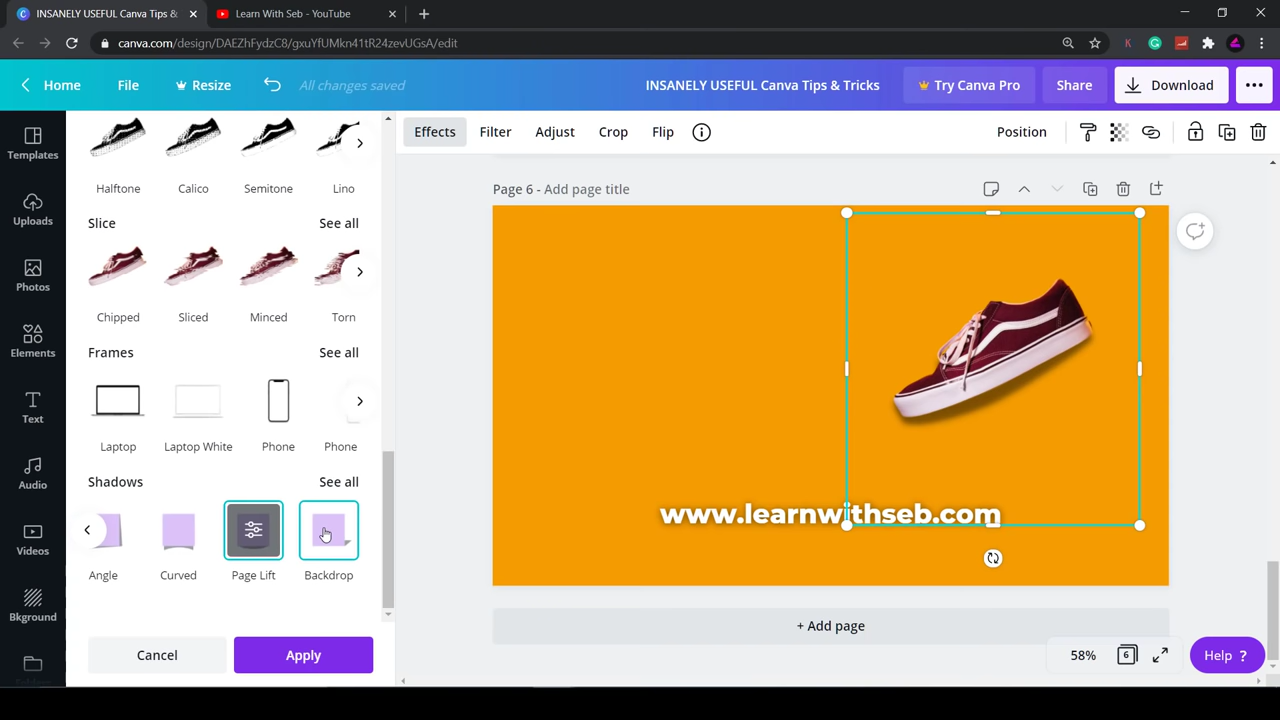 INSANELY USEFUL Canva Tips &
Learn With Seb - YouTube
canva.com/design/DAEZhFydzC8/gxuYfUMkn41tR24zevUGsA/edit
Home
File
Resize
All changes saved
INSANELY USEFUL Canva Tips & Tricks
Try Canva Pro
Share
Download
Templates
Uploads
Photos
Elements
Text
Audio
Videos
Bkground
Halftone
Calico
Semitone
Lino
Slice
See all
Chipped
Sliced
Minced
Torn
Frames
See all
Laptop
Laptop White
Phone
Phone
Shadows
See all
Angle
Curved
Page Lift
Backdrop
Cancel
Apply
Effects
Filter
Adjust
Crop
Flip
Position
Page 6 - Add page title
www.learnwithseb.com
+ Add page
58%
6
Help ?